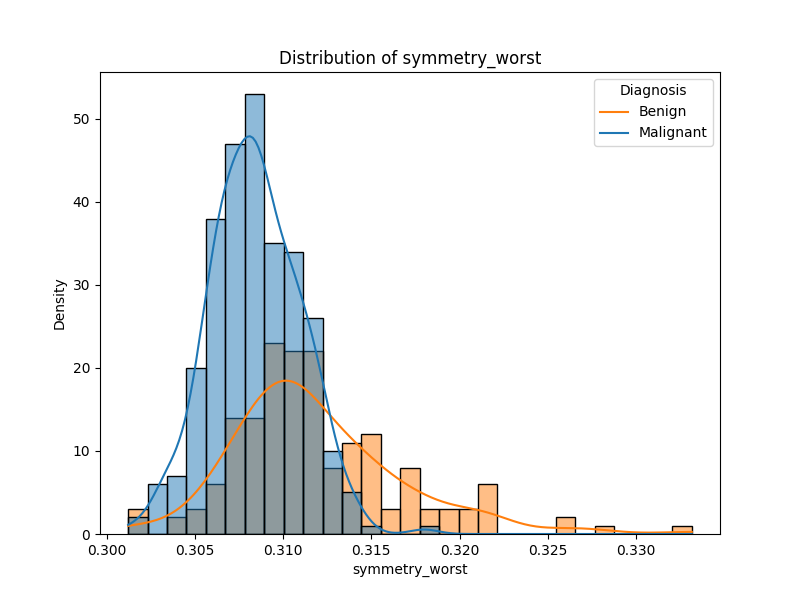 Distribution of symmetry_worst
Diagnosis
Benign
Malignant
Density
50
40
30
20
10
0
0.300 0.305 0.310 0.315 0.320 0.325 0.330
symmetry_worst